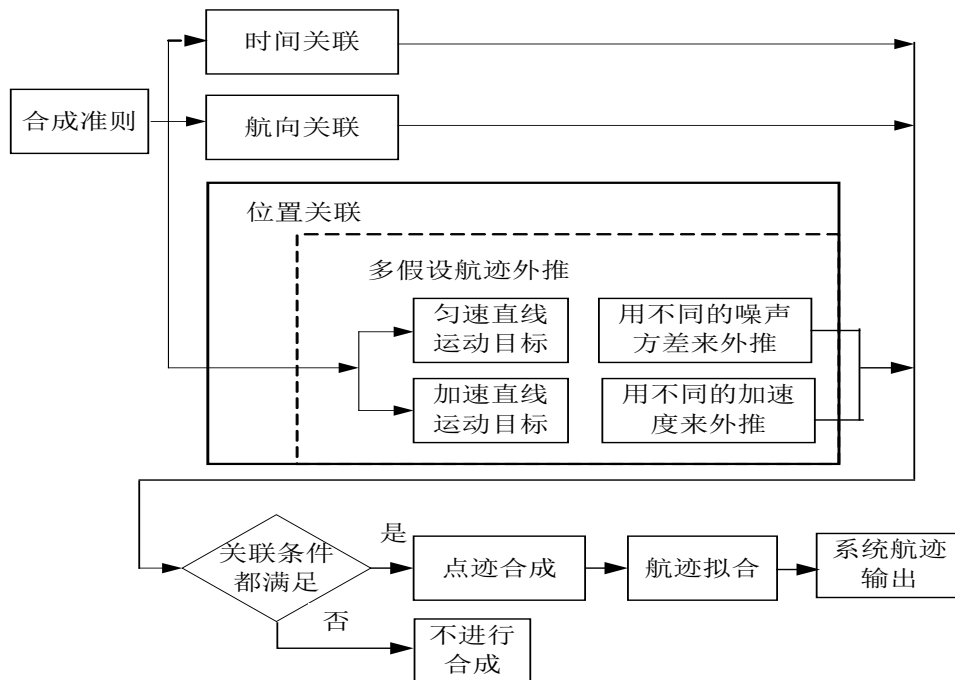 时间关联
合成准则
航向关联
位置关联
多假设航迹外推
匀速直线
运动目标
用不同的噪声
方差来外推
加速直线
运动目标
用不同的加速
度来外推
关联条件
都满足
是
点迹合成
航迹拟合
系统航迹
输出
否
不进行
合成